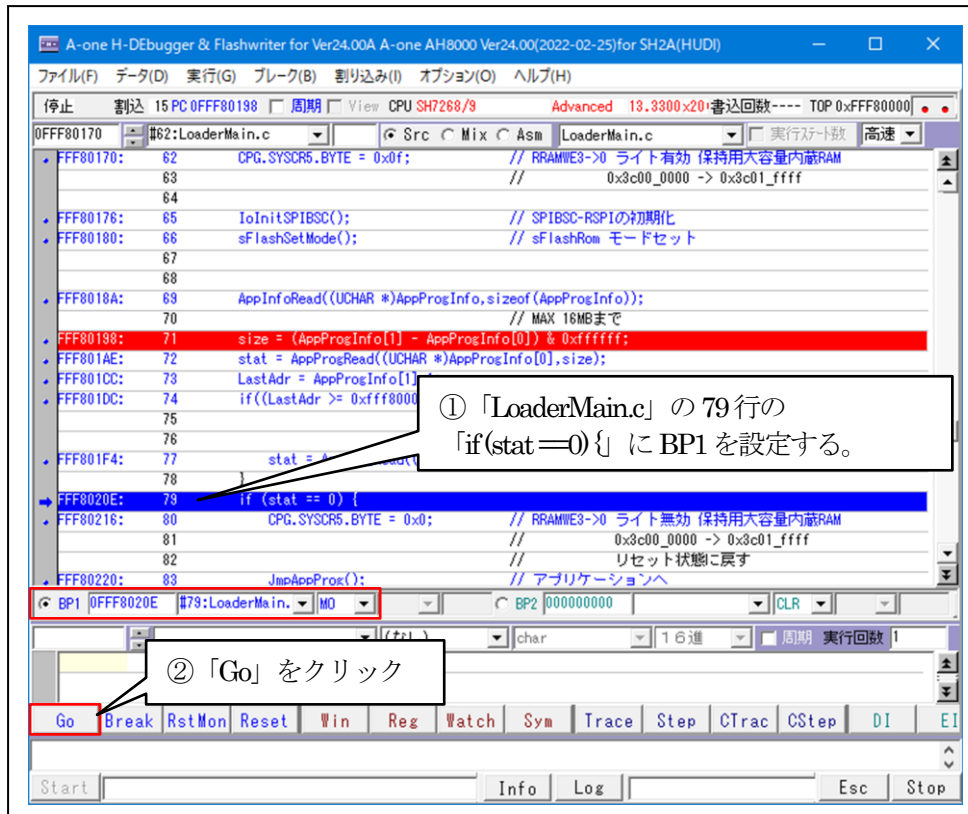 A-one H-DEbugger & Flashwriter for Ver24.00A A-one AH8000 Ver24.00(2022-02-25)for SH2A(HUDI)
ファイル(F) データ(D) 実行(G) ブレーク(B) 割り込み(I) オプション(O) ヘルプ(H)
停止 割込 15 PC 0FFF80198 周期 View CPU SH7268/9 Advanced 13.3300×20 書込回数---- TOP 0xFFF80000
0FFF80170 #62:LoaderMain.c Src Mix Asm LoaderMain.c 実行ステート数 高速
FFF80170: 62 CPG.SYSCR5.BYTE = 0x0f; // RRAMWE3->0 ライト有効 保持用大容量内蔵RAM
63 // 0x3c00_0000 -> 0x3c01_ffff
64
FFF80176: 65 IoInitSPIBSC(); // SPIBSC-RSPIの初期化
FFF80180: 66 sFlashSetMode(); // sFlashRom モードセット
67
68
FFF8018A: 69 AppInfoRead((UCHAR *)AppProgInfo,sizeof(AppProgInfo));
70 // MAX 16MBまで
FFF80198: 71 size = (AppProgInfo[1] - AppProgInfo[0]) & 0xffffff;
FFF801AE: 72 stat = AppProgRead((UCHAR *)AppProgInfo[0],size);
FFF801CC: 73 LastAdr = AppProgInfo[1]
FFF801DC: 74 if((LastAdr >= 0xfff8000
75
76
FFF801F4: 77 stat =
78 }
FFF8020E: 79 if (stat == 0) {
FFF80216: 80 CPG.SYSCR5.BYTE = 0x0; // RRAMWE3->0 ライト無効 保持用大容量内蔵RAM
81 // 0x3c00_0000 -> 0x3c01_ffff
82 // リセット状態に戻す
FFF80220: 83 JmpAppProg(); // アプリケーションへ
①「LoaderMain.c」の 79 行の
「if (stat ==0) {」に BP1 を設定する。
BP1 0FFF8020E #79:LoaderMain. MO BP2 000000000 CLR
(なし) char 16進 周期 実行回数 1
②「Go」をクリック
Go Break RstMon Reset Win Reg Watch Sym Trace Step CTrac CStep DI EI
Start Info Log Esc Stop